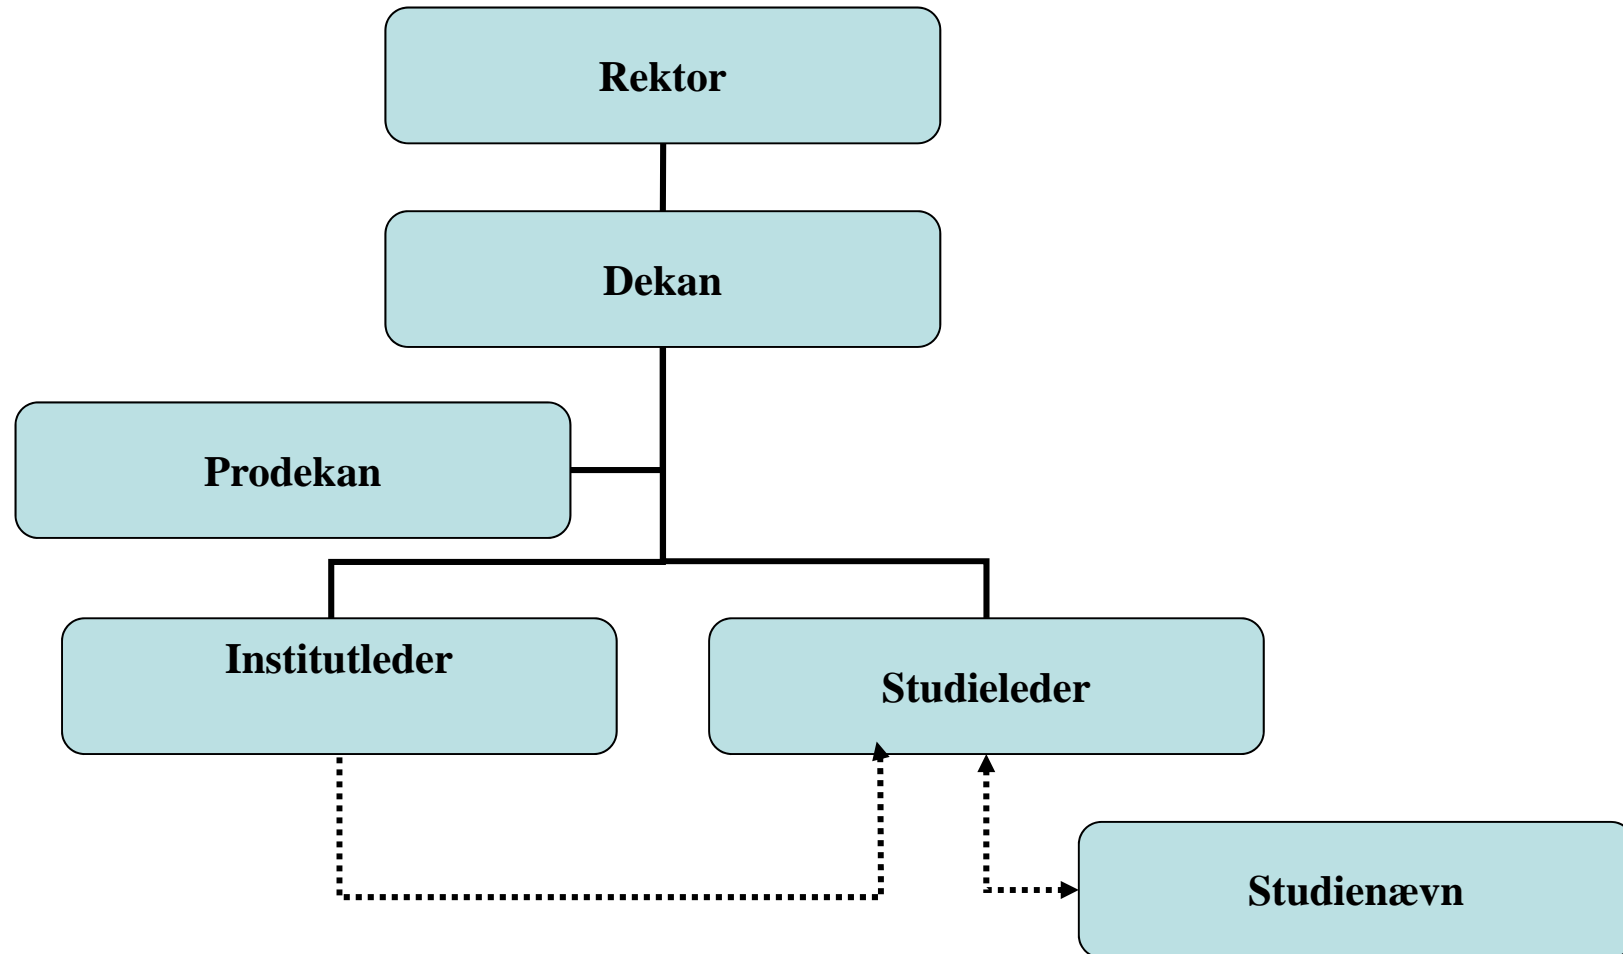 Rektor
Dekan
Prodekan
Institutleder
Studieleder
Studienævn